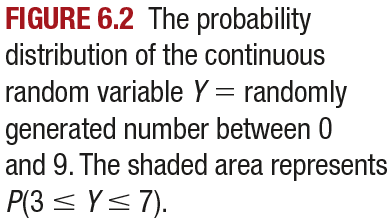 FIGURE 6.2 The probability
distribution of the continuous
random variable Y = randomly
generated number between 0
and 9. The shaded area represents
P(3 ≤ Y ≤ 7).